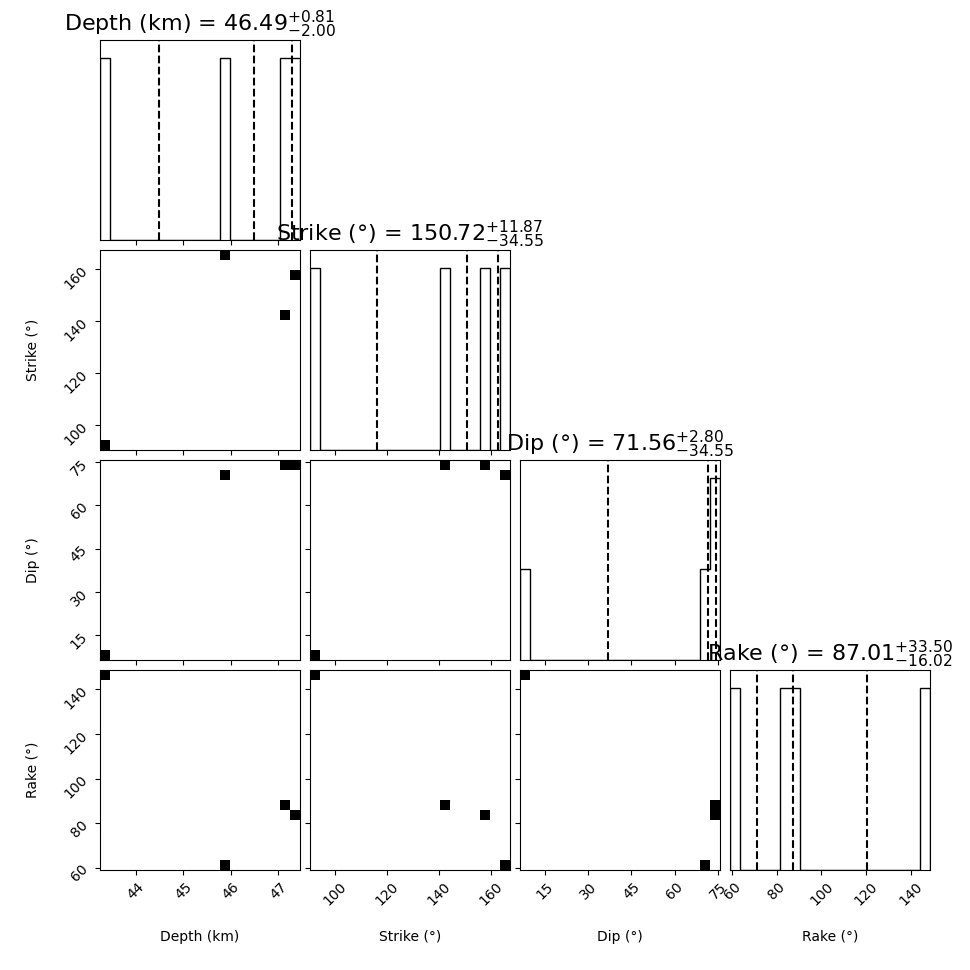 Depth (km) = 46.49+0.81−2.00
Strike (°) = 150.72+11.87−34.55
160
140
120
100
Strike (°)
Dip (°) = 71.56+2.80−34.55
75
60
45
30
15
Dip (°)
Rake (°) = 87.01+33.50−16.02
140
120
100
80
60
Rake (°)
44 45 46 47
100 120 140 160
15 30 45 60 75
60 80 100 120 140
Depth (km) Strike (°) Dip (°) Rake (°)